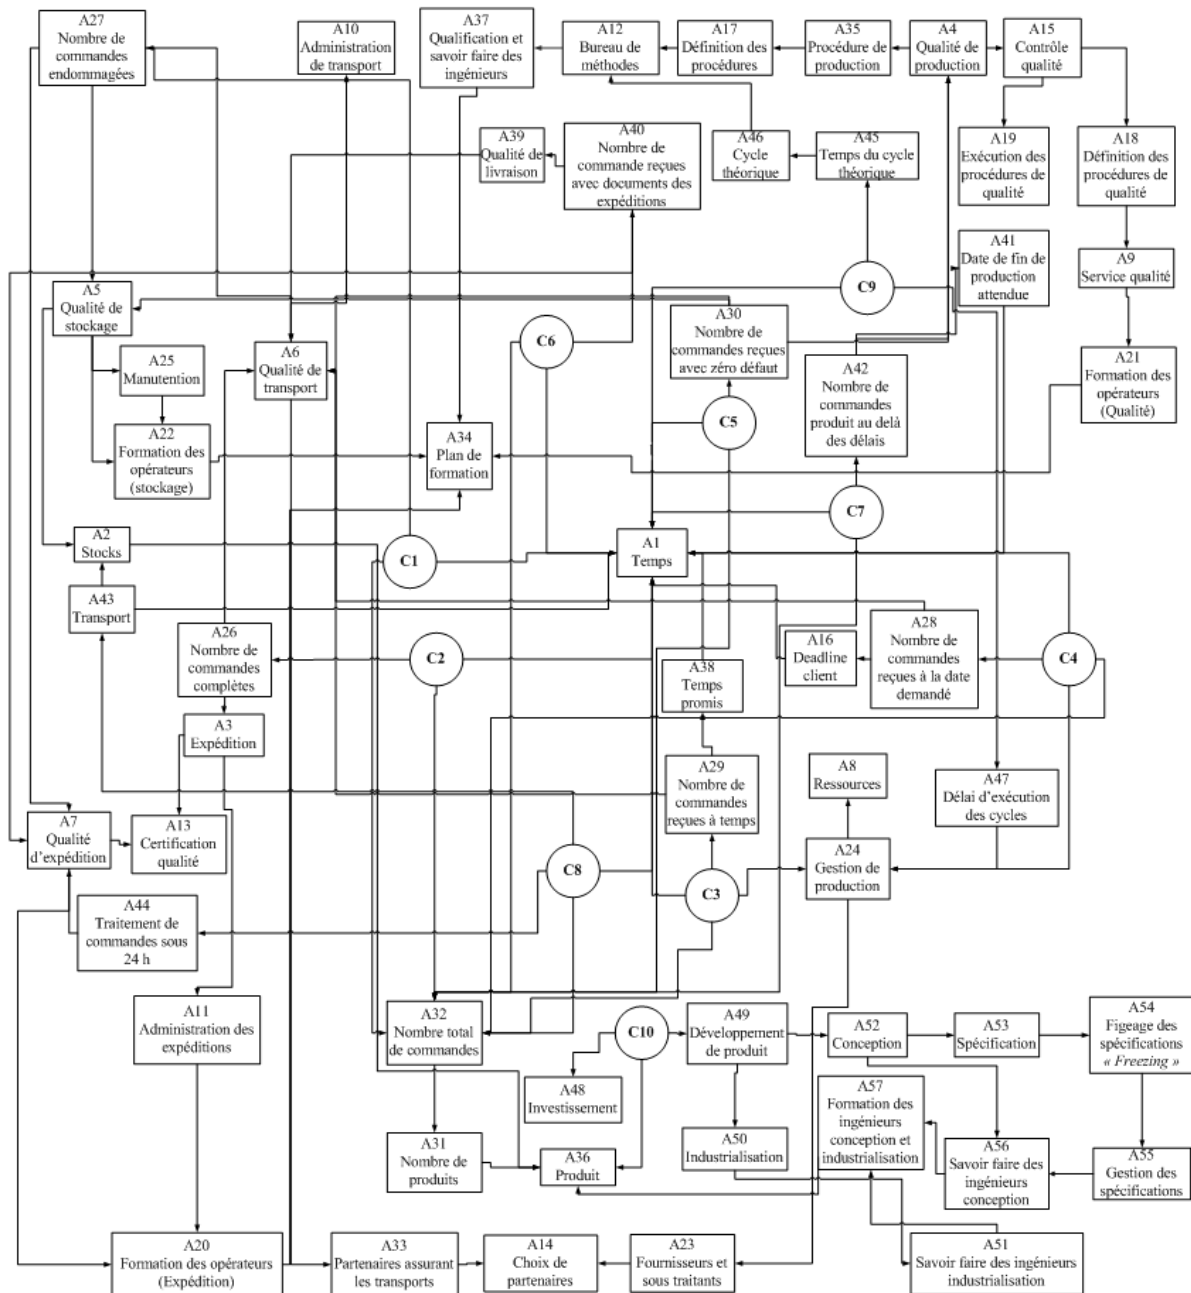 A27
Nombre de
commandes
endommagées
A10
Administration
de transport
A37
Qualification et
savoir faire des
ingénieurs
A12
Bureau de
méthodes
A17
Définition des
procédures
A35
Procédure de
production
A4
Qualité de
production
A15
Contrôle
qualité
A39
Qualité de
livraison
A40
Nombre de
commande reçues
avec documents des
expéditions
A46
Cycle
théorique
A45
Temps du cycle
théorique
A19
Exécution des
procédures de
qualité
A18
Définition des
procédures de
qualité
A41
Date de fin de
production
attendue
A9
Service qualité
A5
Qualité de
stockage
C9
A30
Nombre de
commandes reçues
avec zéro défaut
C6
A6
Qualité de
transport
A25
Manutention
A42
Nombre de
commandes
produit au delà
des délais
A21
Formation des
opérateurs
(Qualité)
C5
A22
Formation des
opérateurs
(stockage)
A34
Plan de
formation
C7
A2
Stocks
C1
A1
Temps
A43
Transport
A26
Nombre de
commandes
complètes
C2
A38
Temps
promis
A16
Deadline
client
A28
Nombre de
commandes
reçues à la date
demandé
C4
A3
Expédition
A29
Nombre de
commandes
reçues à temps
A8
Ressources
A47
Délai d’exécution
des cycles
A7
Qualité
d’expédition
A13
Certification
qualité
A24
Gestion de
production
C8
C3
A44
Traitement de
commandes sous
24 h
A11
Administration des
expéditions
A32
Nombre total
de commandes
C10
A49
Développement
de produit
A52
Conception
A53
Spécification
A54
Figeage des
spécifications
« Freezing »
A48
Investissement
A57
Formation des
ingénieurs
conception et
industrialisation
A31
Nombre de
produits
A36
Produit
A50
Industrialisation
A56
Savoir faire des
ingénieurs
conception
A55
Gestion des
spécifications
A20
Formation des opérateurs
(Expédition)
A33
Partenaires assurant
les transports
A14
Choix de
partenaires
A23
Fournisseurs et
sous traitants
A51
Savoir faire des ingénieurs
industrialisation